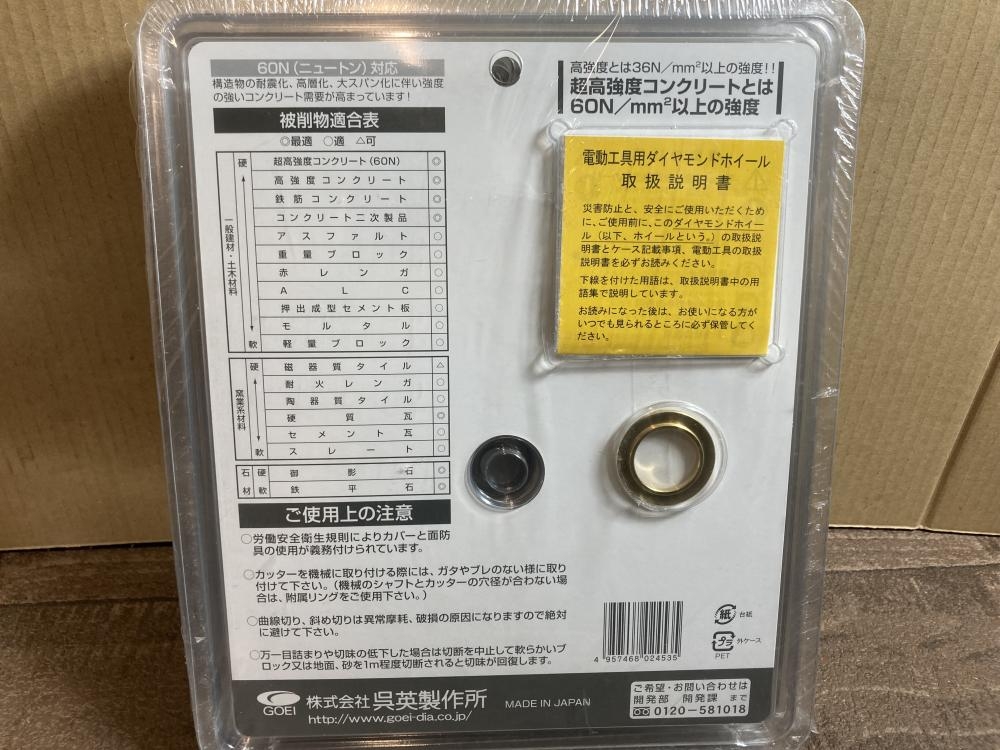 60N(ニュートン)対応
構造物の耐震化、高層化、大スパン化に伴い強度
の強いコンクリート需要が高まっています!
被削物適合表
◎最適 ○適 △可
一般建材・土木材料
硬
軟
超高強度コンクリート(60N) ◎
高強度コンクリート ◎
鉄筋コンクリート ◎
コンクリート二次製品 ◎
アスファルト ○
重量ブロック ○
赤レンガ ○
ALC ○
押出成型セメント板 ○
モルタル ○
軽量ブロック ○
窯業系材料
硬
軟
磁器質タイル △
耐火レンガ ○
陶器質タイル ○
硬質瓦 ◎
セメント瓦 ○
スレート ○
石材
硬
軟
御影石 ◎
鉄平石 ◎
ご使用上の注意
○労働安全衛生規則によりカバーと面防
具の使用が義務付けられています。
○カッターを機械に取り付ける際には、ガタやブレのない様に取り
付けて下さい。(機械のシャフトとカッターの穴径が合わない場
合は、附属リングをご使用下さい。)
○曲線切り、斜め切りは異常摩耗、破損の原因になりますので絶対
に避けて下さい。
○万一目詰まりや切味の低下した場合は切断を中止して軟らかいブ
ロック又は地面、砂を1m程度切断されると切味が回復します。
高強度とは36N/mm²以上の強度!!
超高強度コンクリートとは
60N/mm²以上の強度
電動工具用ダイヤモンドホイール
取扱説明書
災害防止と、安全にご使用いただくため
に、ご使用前に、このダイヤモンドホイー
ル(以下、ホイールという。)の取扱説
明書とケース記載事項、電動工具の取扱
説明書を必ずお読みください。
下線を付けた用語は、取扱説明書中の用
語集で説明しています。
お読みになった後は、お使いになる方が
いつでも見られるところに必ず保管してく
ださい。
4 957468 024535
紙 台紙
プラ 外ケース
PET
GOEI 株式会社 呉英製作所
http://www.goei-dia.co.jp/
MADE IN JAPAN
ご希望・お問い合わせは
開発部 開発課 まで
0120-581018